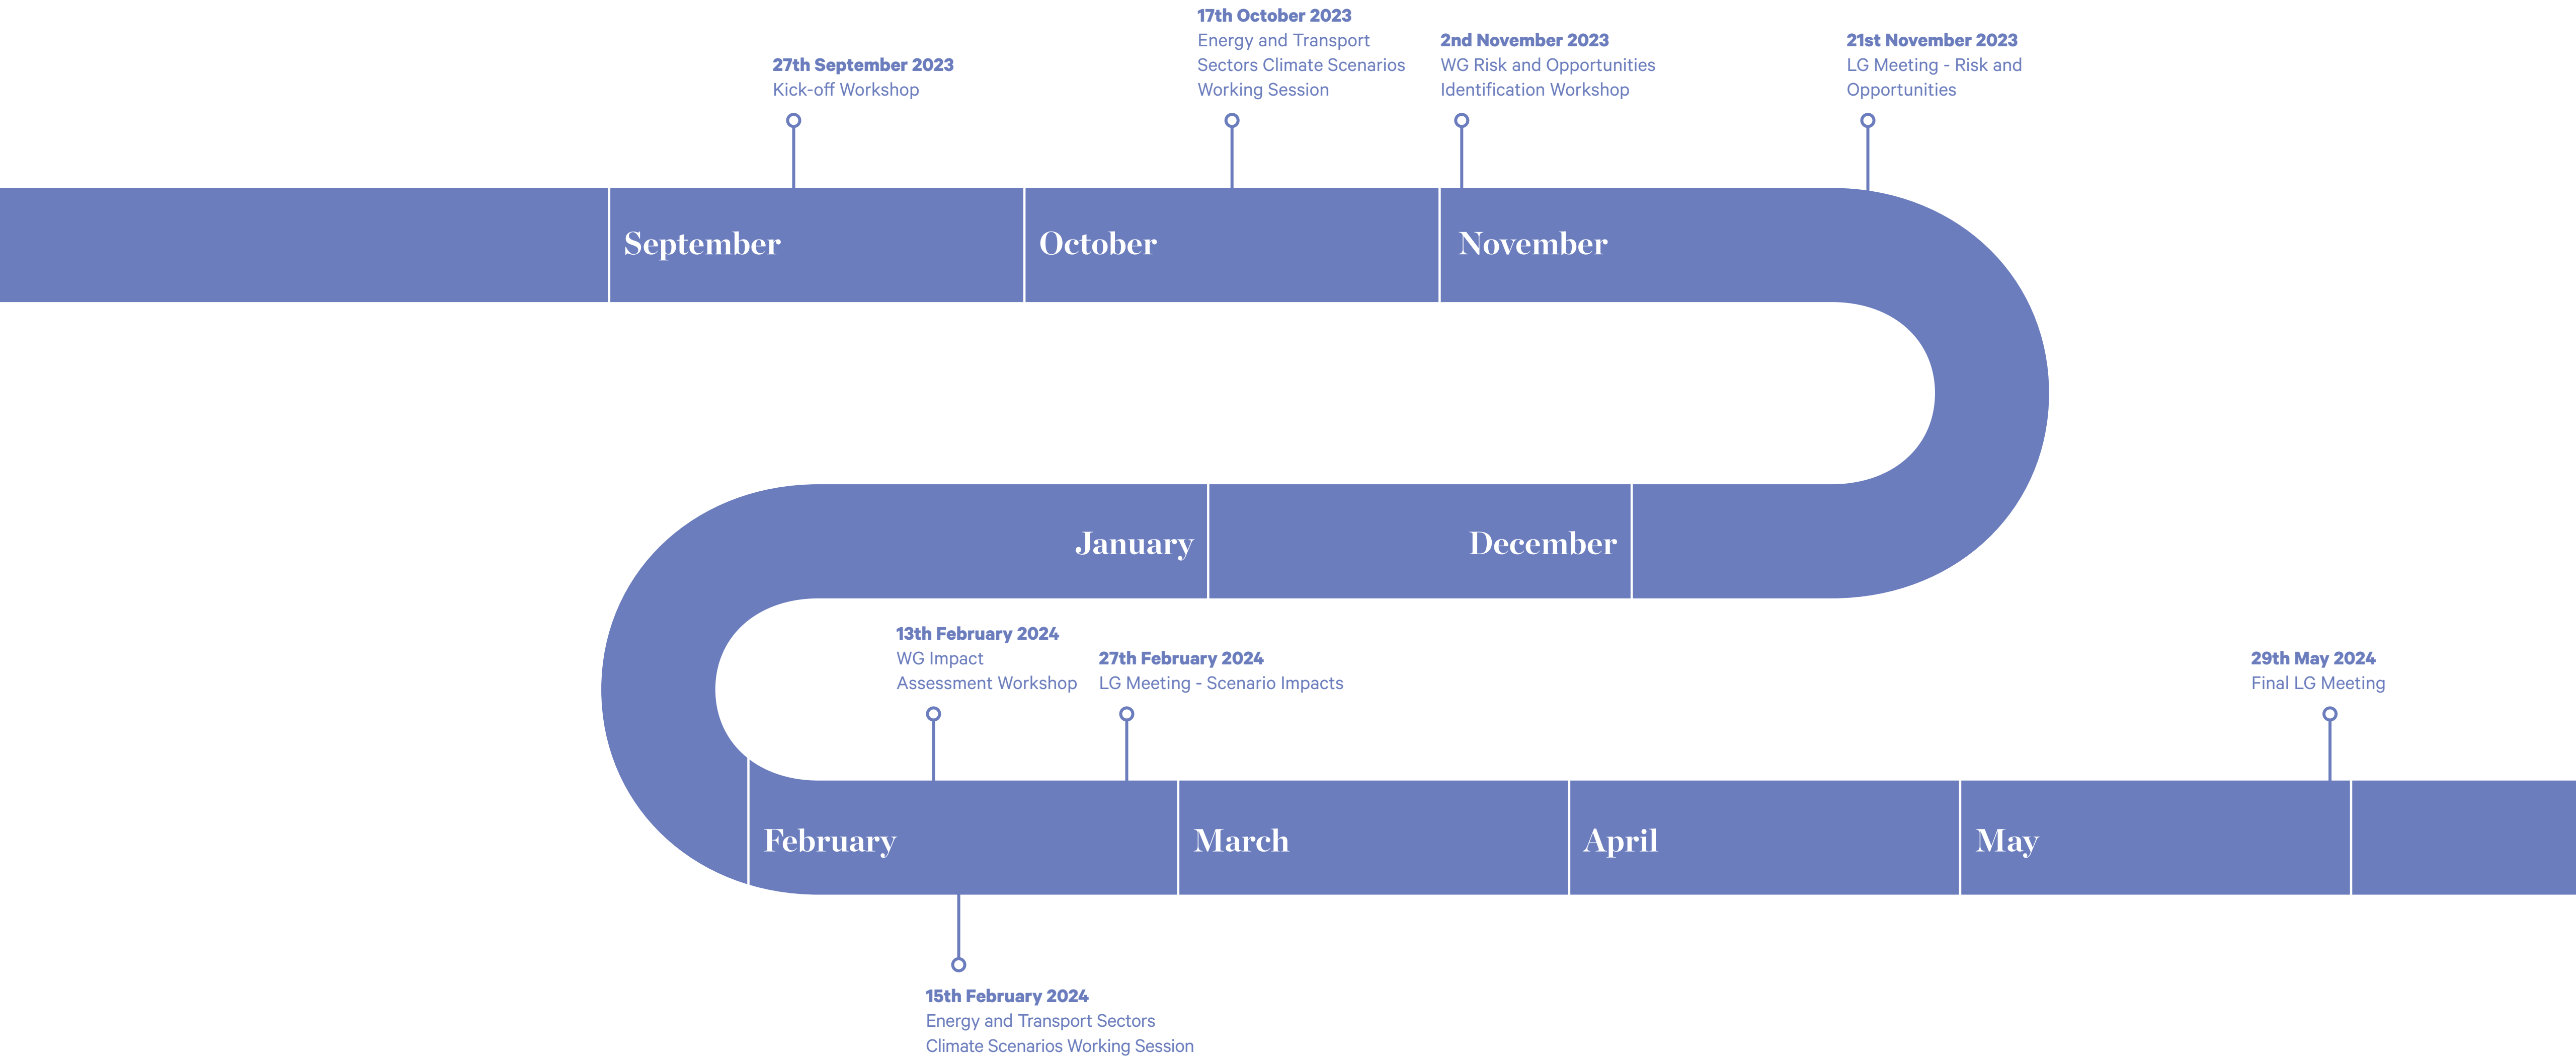 27th September 2023
Kick-off Workshop
17th October 2023
Energy and Transport
Sectors Climate Scenarios
Working Session
2nd November 2023
WG Risk and Opportunities
Identification Workshop
21st November 2023
LG Meeting - Risk and
Opportunities
September
October
November
December
January
13th February 2024
WG Impact
Assessment Workshop
27th February 2024
LG Meeting - Scenario Impacts
29th May 2024
Final LG Meeting
February
March
April
May
15th February 2024
Energy and Transport Sectors
Climate Scenarios Working Session